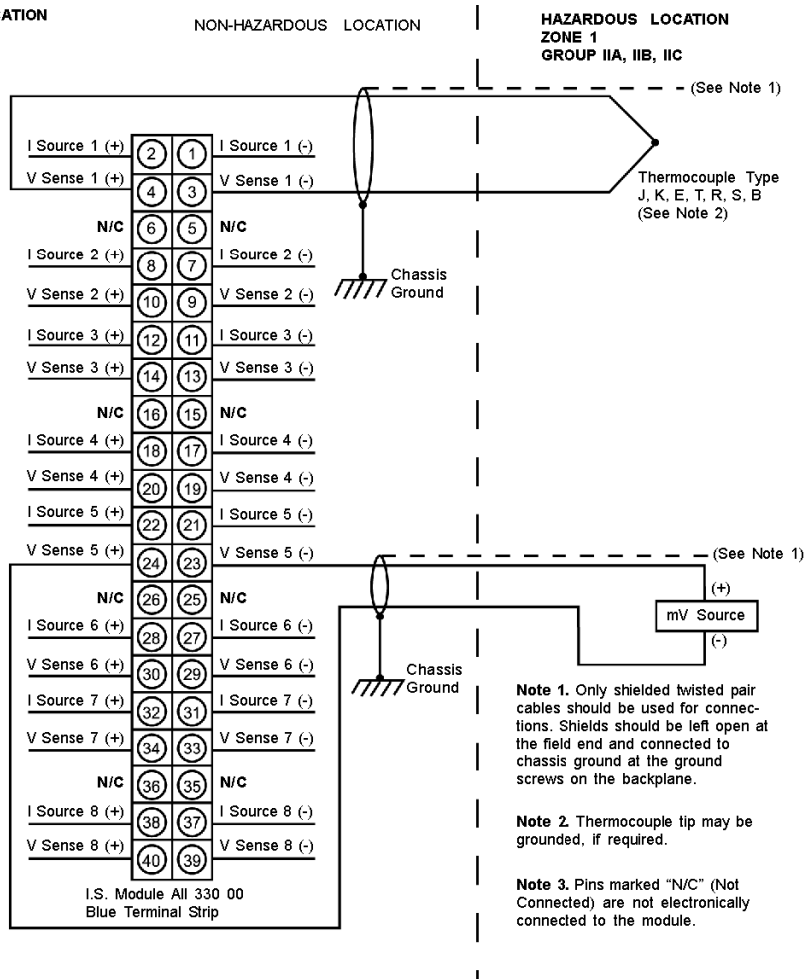 CATION
NON-HAZARDOUS LOCATION
HAZARDOUS LOCATION
ZONE 1
GROUP IIA, IIB, IIC
(See Note 1)
I Source 1 (+) 2 1 I Source 1 (-)
V Sense 1 (+) 4 3 V Sense 1 (-)
Thermocouple Type
J, K, E, T, R, S, B
(See Note 2)
N/C 6 5 N/C
I Source 2 (+) 8 7 I Source 2 (-)
Chassis
Ground
V Sense 2 (+) 10 9 V Sense 2 (-)
I Source 3 (+) 12 11 I Source 3 (-)
V Sense 3 (+) 14 13 V Sense 3 (-)
N/C 16 15 N/C
I Source 4 (+) 18 17 I Source 4 (-)
V Sense 4 (+) 20 19 V Sense 4 (-)
I Source 5 (+) 22 21 I Source 5 (-)
V Sense 5 (+) 24 23 V Sense 5 (-)
(See Note 1)
N/C 26 25 N/C
(+)
mV Source
(-)
I Source 6 (+) 28 27 I Source 6 (-)
V Sense 6 (+) 30 29 V Sense 6 (-)
Chassis
Ground
I Source 7 (+) 32 31 I Source 7 (-)
V Sense 7 (+) 34 33 V Sense 7 (-)
N/C 36 35 N/C
I Source 8 (+) 38 37 I Source 8 (-)
V Sense 8 (+) 40 39 V Sense 8 (-)
I.S. Module AII 330 00
Blue Terminal Strip
Note 1. Only shielded twisted pair
cables should be used for connec-
tions. Shields should be left open at
the field end and connected to
chassis ground at the ground
screws on the backplane.
Note 2. Thermocouple tip may be
grounded, if required.
Note 3. Pins marked “N/C” (Not
Connected) are not electronically
connected to the module.